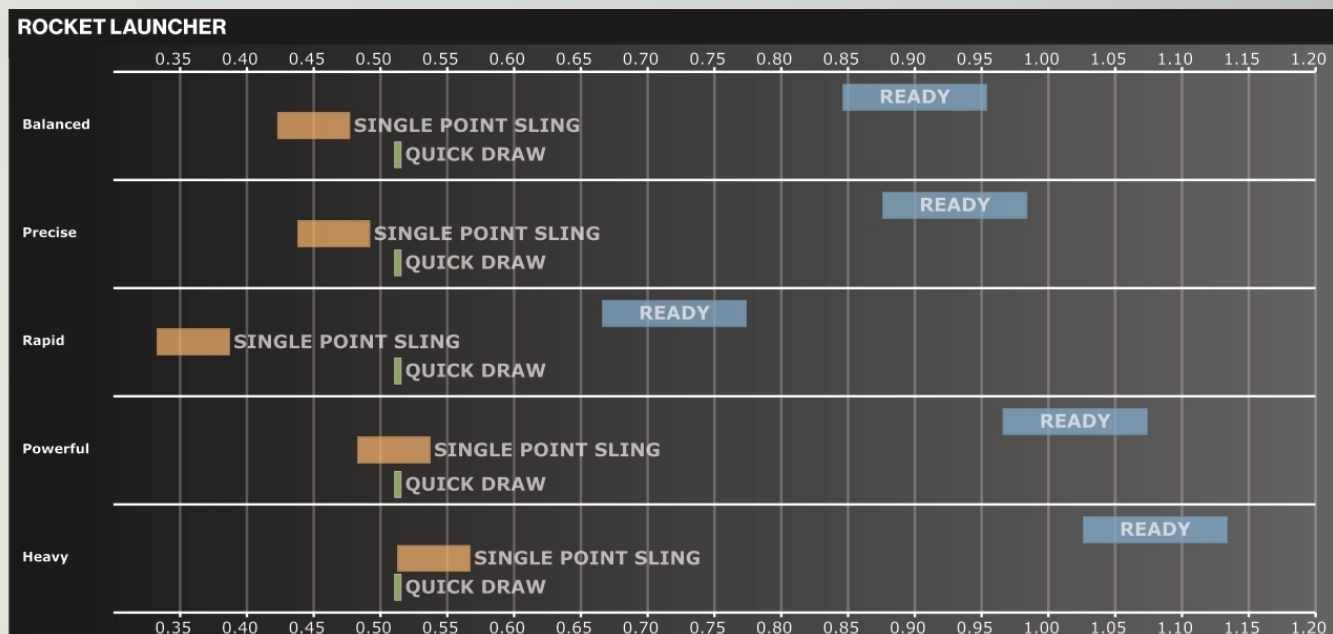 ROCKET LAUNCHER
0.35 0.40 0.45 0.50 0.55 0.60 0.65 0.70 0.75 0.80 0.85 0.90 0.95 1.00 1.05 1.10 1.15 1.20
READY
Balanced SINGLE POINT SLING
QUICK DRAW
READY
Precise SINGLE POINT SLING
QUICK DRAW
READY
Rapid SINGLE POINT SLING
QUICK DRAW
READY
Powerful SINGLE POINT SLING
QUICK DRAW
READY
Heavy SINGLE POINT SLING
QUICK DRAW
0.35 0.40 0.45 0.50 0.55 0.60 0.65 0.70 0.75 0.80 0.85 0.90 0.95 1.00 1.05 1.10 1.15 1.20